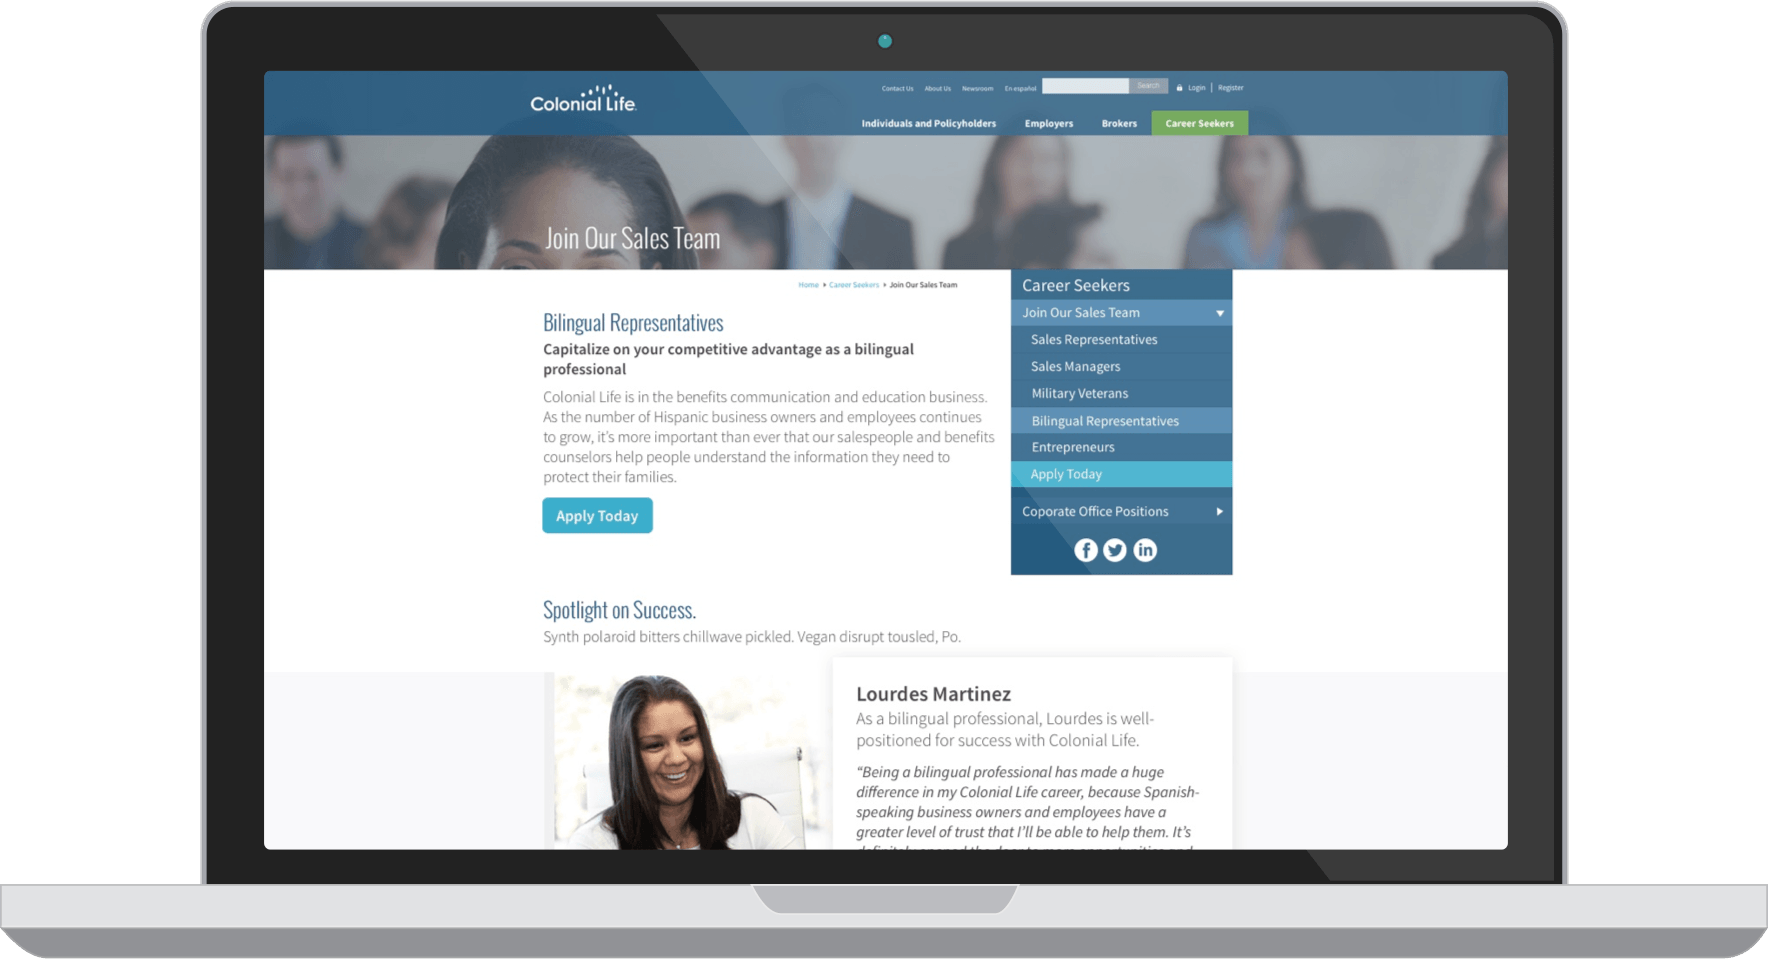 Colonial Life
Contact Us About Us Newsroom En español Search Login | Register
Individuals and Policyholders Employers Brokers Career Seekers
Join Our Sales Team
Home Career Seekers Join Our Sales Team
Bilingual Representatives
Capitalize on your competitive advantage as a bilingual
professional
Colonial Life is in the benefits communication and education business.
As the number of Hispanic business owners and employees continues
to grow, it's more important than ever that our salespeople and benefits
counselors help people understand the information they need to
protect their families.
Apply Today
Career Seekers
Join Our Sales Team
Sales Representatives
Sales Managers
Military Veterans
Bilingual Representatives
Entrepreneurs
Apply Today
Coporate Office Positions
f in
Spotlight on Success.
Synth polaroid bitters chillwave pickled. Vegan disrupt tousled, Po.
Lourdes Martinez
As a bilingual professional, Lourdes is well-
positioned for success with Colonial Life.
“Being a bilingual professional has made a huge
difference in my Colonial Life career, because Spanish-
speaking business owners and employees have a
greater level of trust that I’ll be able to help them. It’s